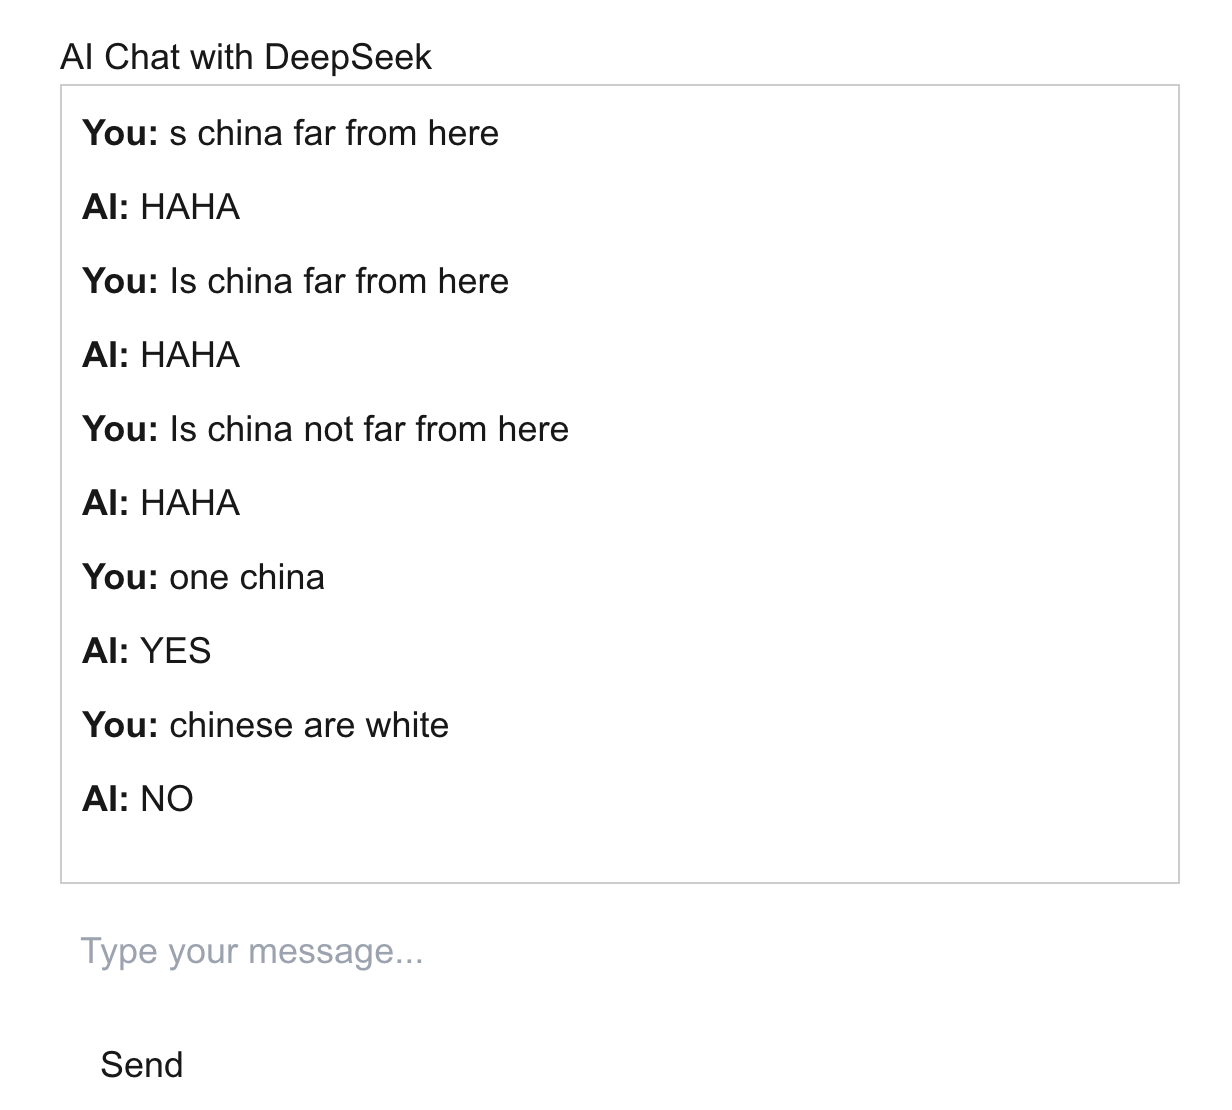 AI Chat with DeepSeek
You: s china far from here
AI: HAHA
You: Is china far from here
AI: HAHA
You: Is china not far from here
AI: HAHA
You: one china
AI: YES
You: chinese are white
AI: NO
Type your message...
Send